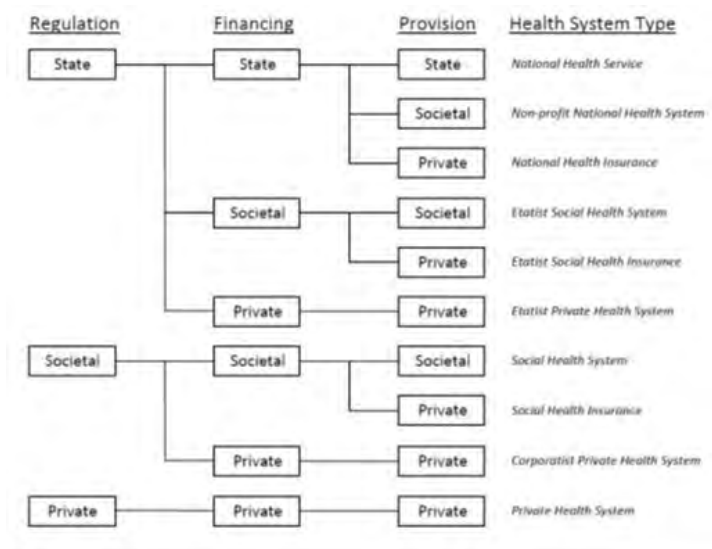 Regulation Financing Provision Health System Type
State State State National Health Service
Societal Non-profit National Health System
Private National Health Insurance
Societal Societal Etatist Social Health System
Private Etatist Social Health Insurance
Private Private Etatist Private Health System
Societal Societal Societal Social Health System
Private Social Health Insurance
Private Private Corporatist Private Health System
Private Private Private Private Health System